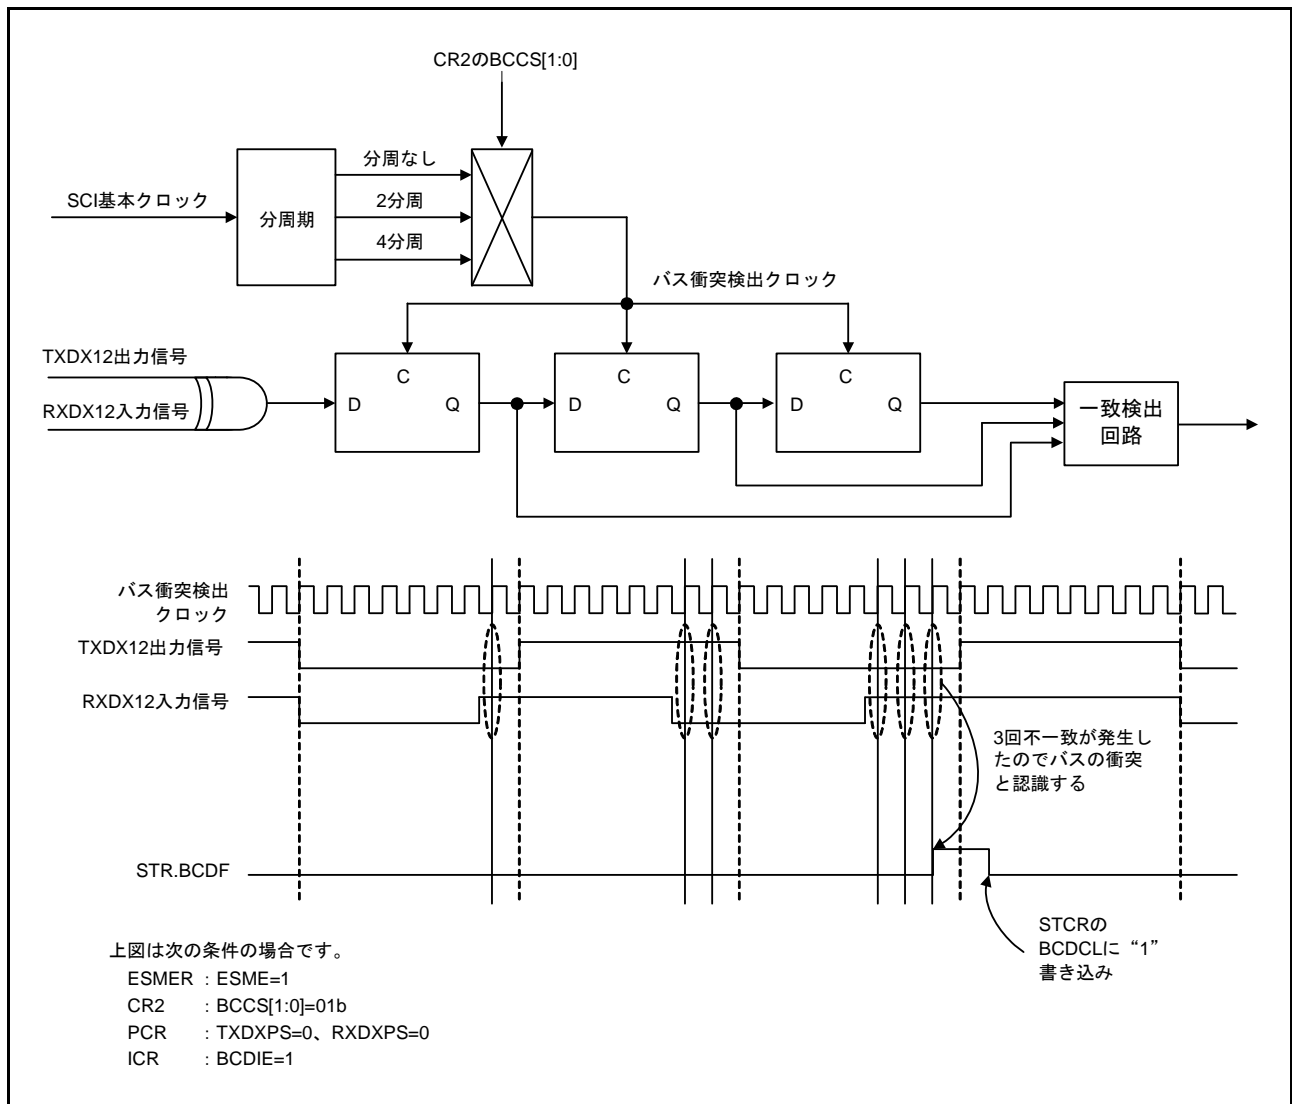 CR2のBCCS[1:0]
SCI基本クロック
分周期
分周なし
2分周
4分周
バス衝突検出クロック
TXDX12出力信号
RXDX12入力信号
C
D
Q
C
D
Q
C
D
Q
一致検出
回路
バス衝突検出
クロック
TXDX12出力信号
RXDX12入力信号
3回不一致が発生し
たのでバスの衝突
と認識する
STR.BCDF
STCRの
BCDCLに“1”
書き込み
上図は次の条件の場合です。
ESMER : ESME=1
CR2 : BCCS[1:0]=01b
PCR : TXDXPS=0、RXDXPS=0
ICR : BCDIE=1